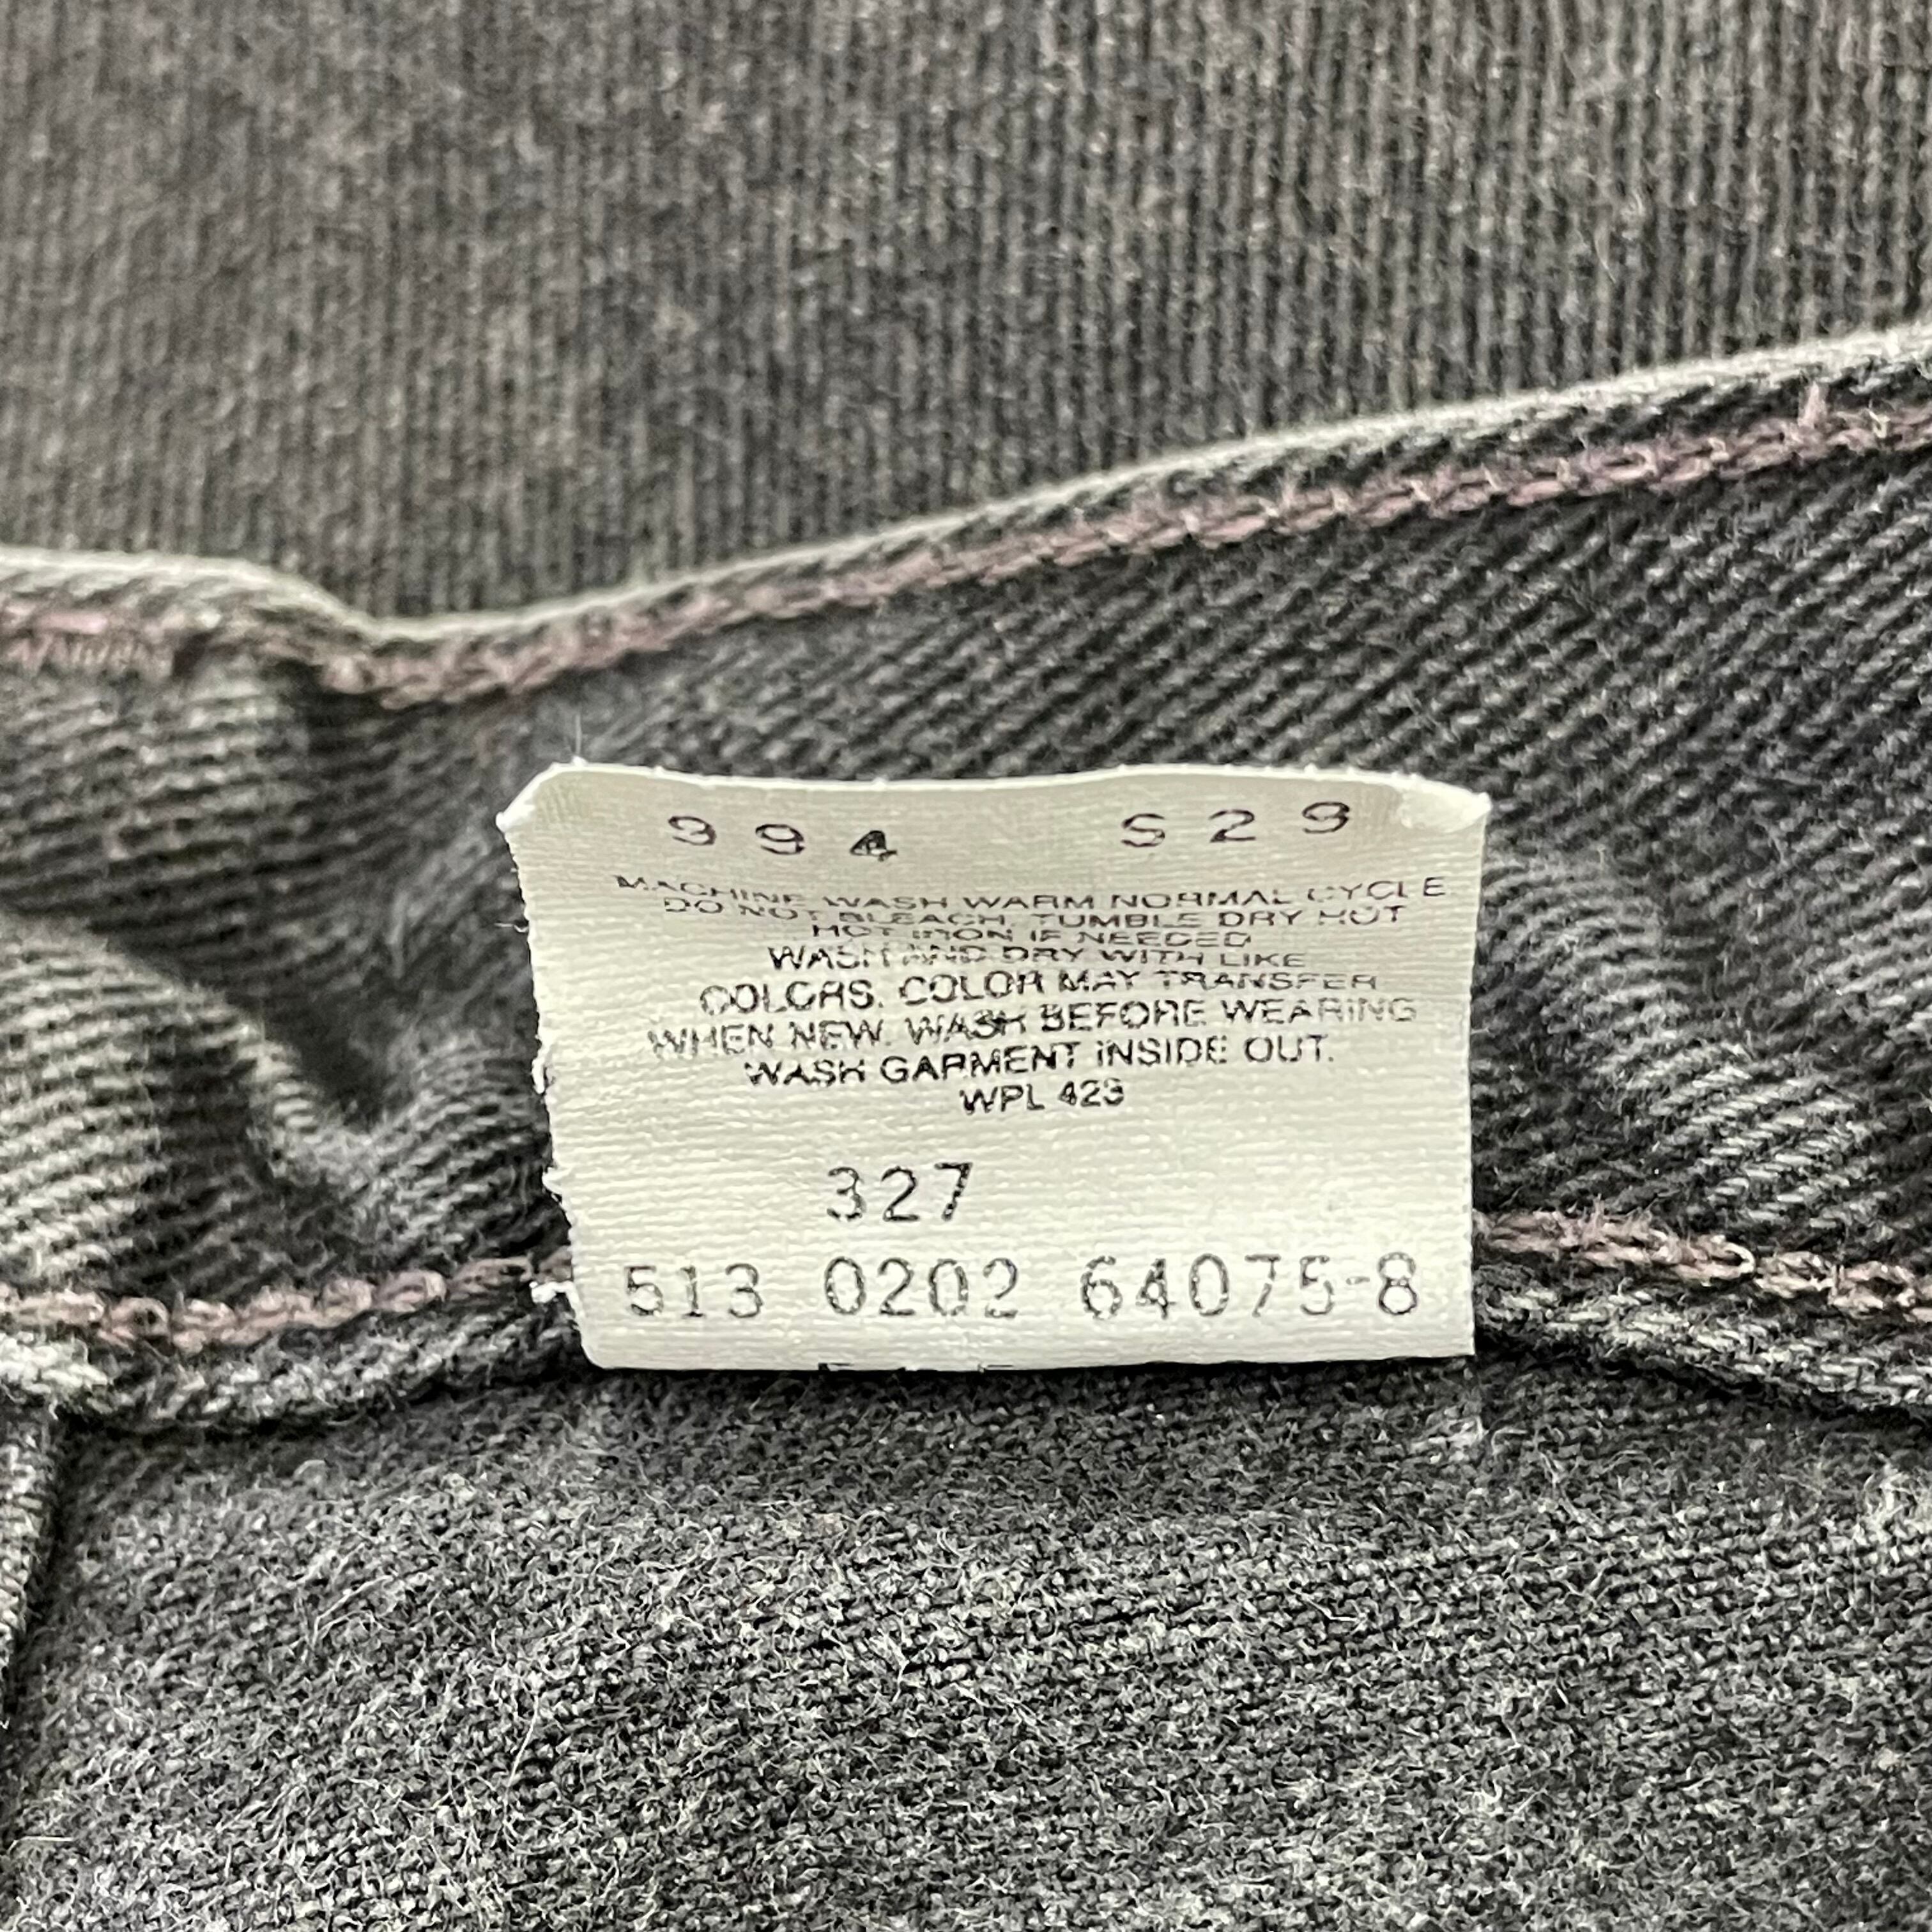 994 S29
MACHINE WASH WARM NORMAL CYCLE
DO NOT BLEACH. TUMBLE DRY HOT
HOT IRON IF NEEDED
WASH AND DRY WITH LIKE
COLORS. COLOR MAY TRANSFER
WHEN NEW. WASH BEFORE WEARING
WASH GARMENT INSIDE OUT.
WPL 423
327
513 0202 64075-8